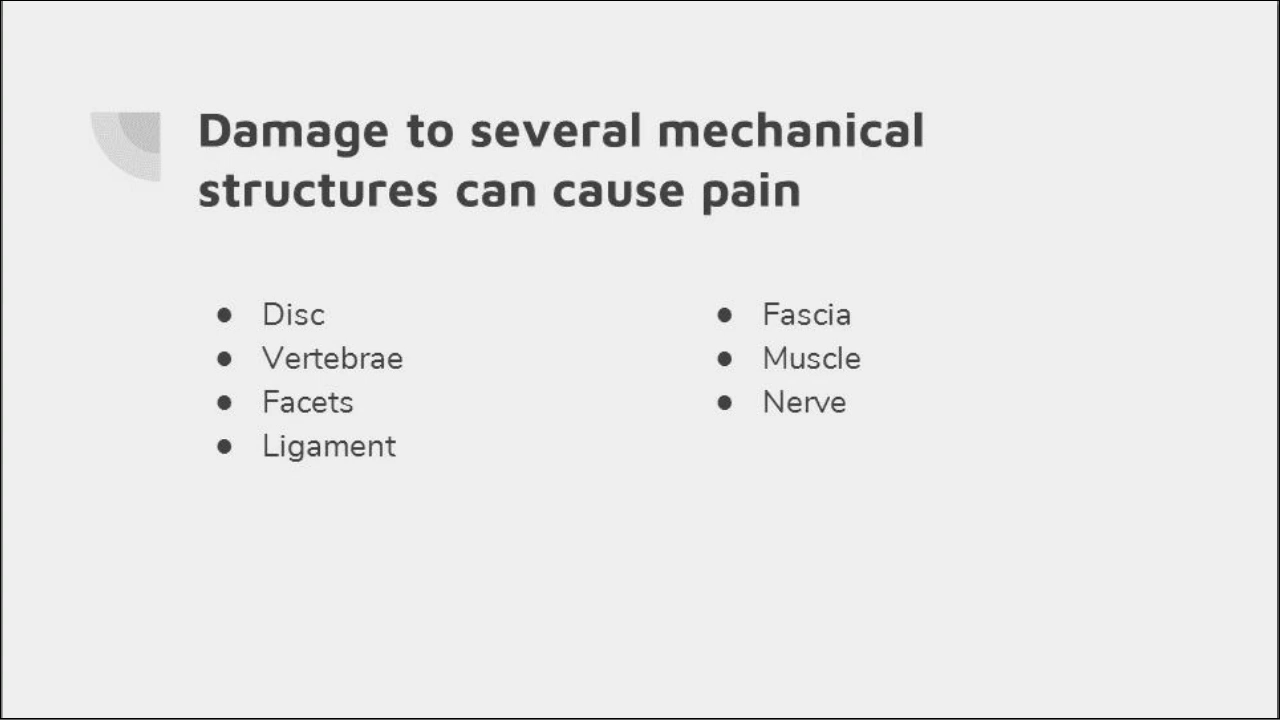 Damage to several mechanical
structures can cause pain
● Disc
● Vertebrae
● Facets
● Ligament
● Fascia
● Muscle
● Nerve